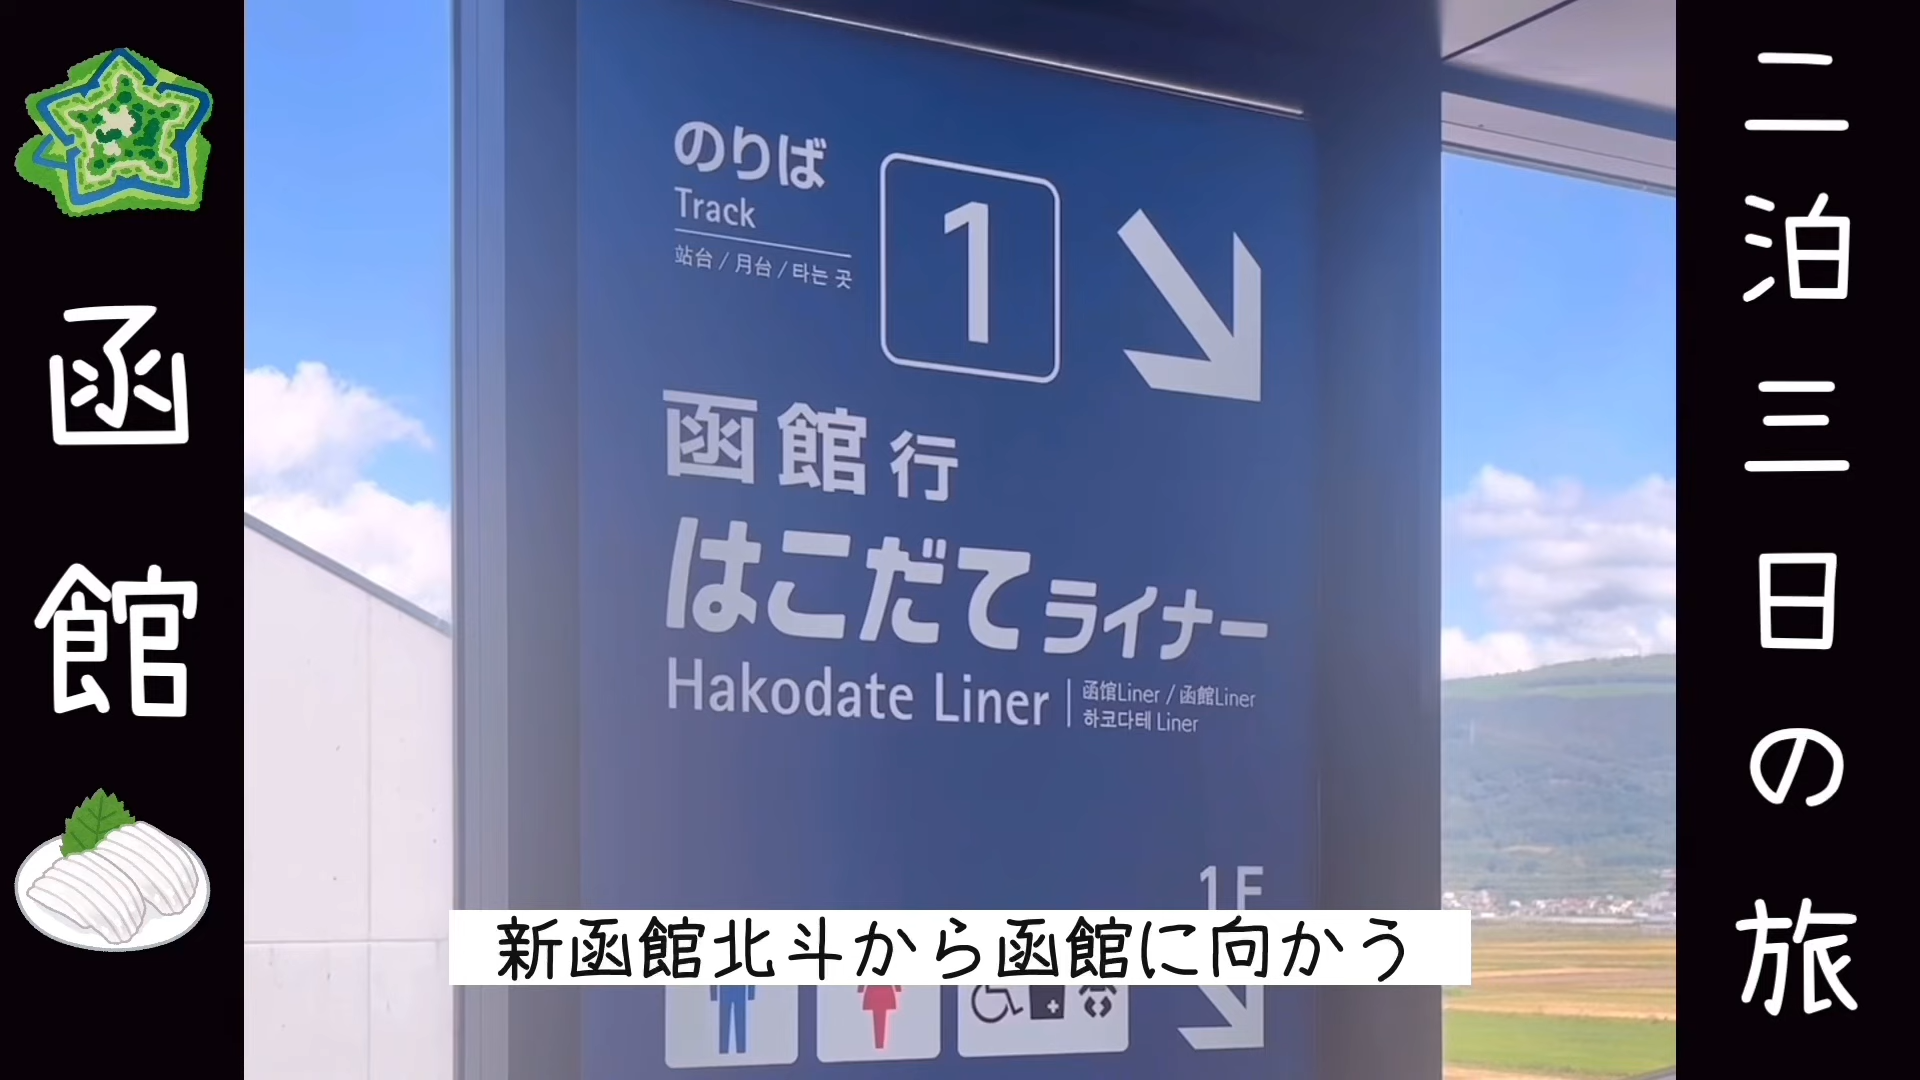 函館
のりば
Track
站台 / 月台 / 타는 곳
1
函館 行
はこだてライナー
Hakodate Liner
函馆Liner / 函館Liner
하코다테 Liner
1F
新函館北斗から函館に向かう
二泊三日の旅